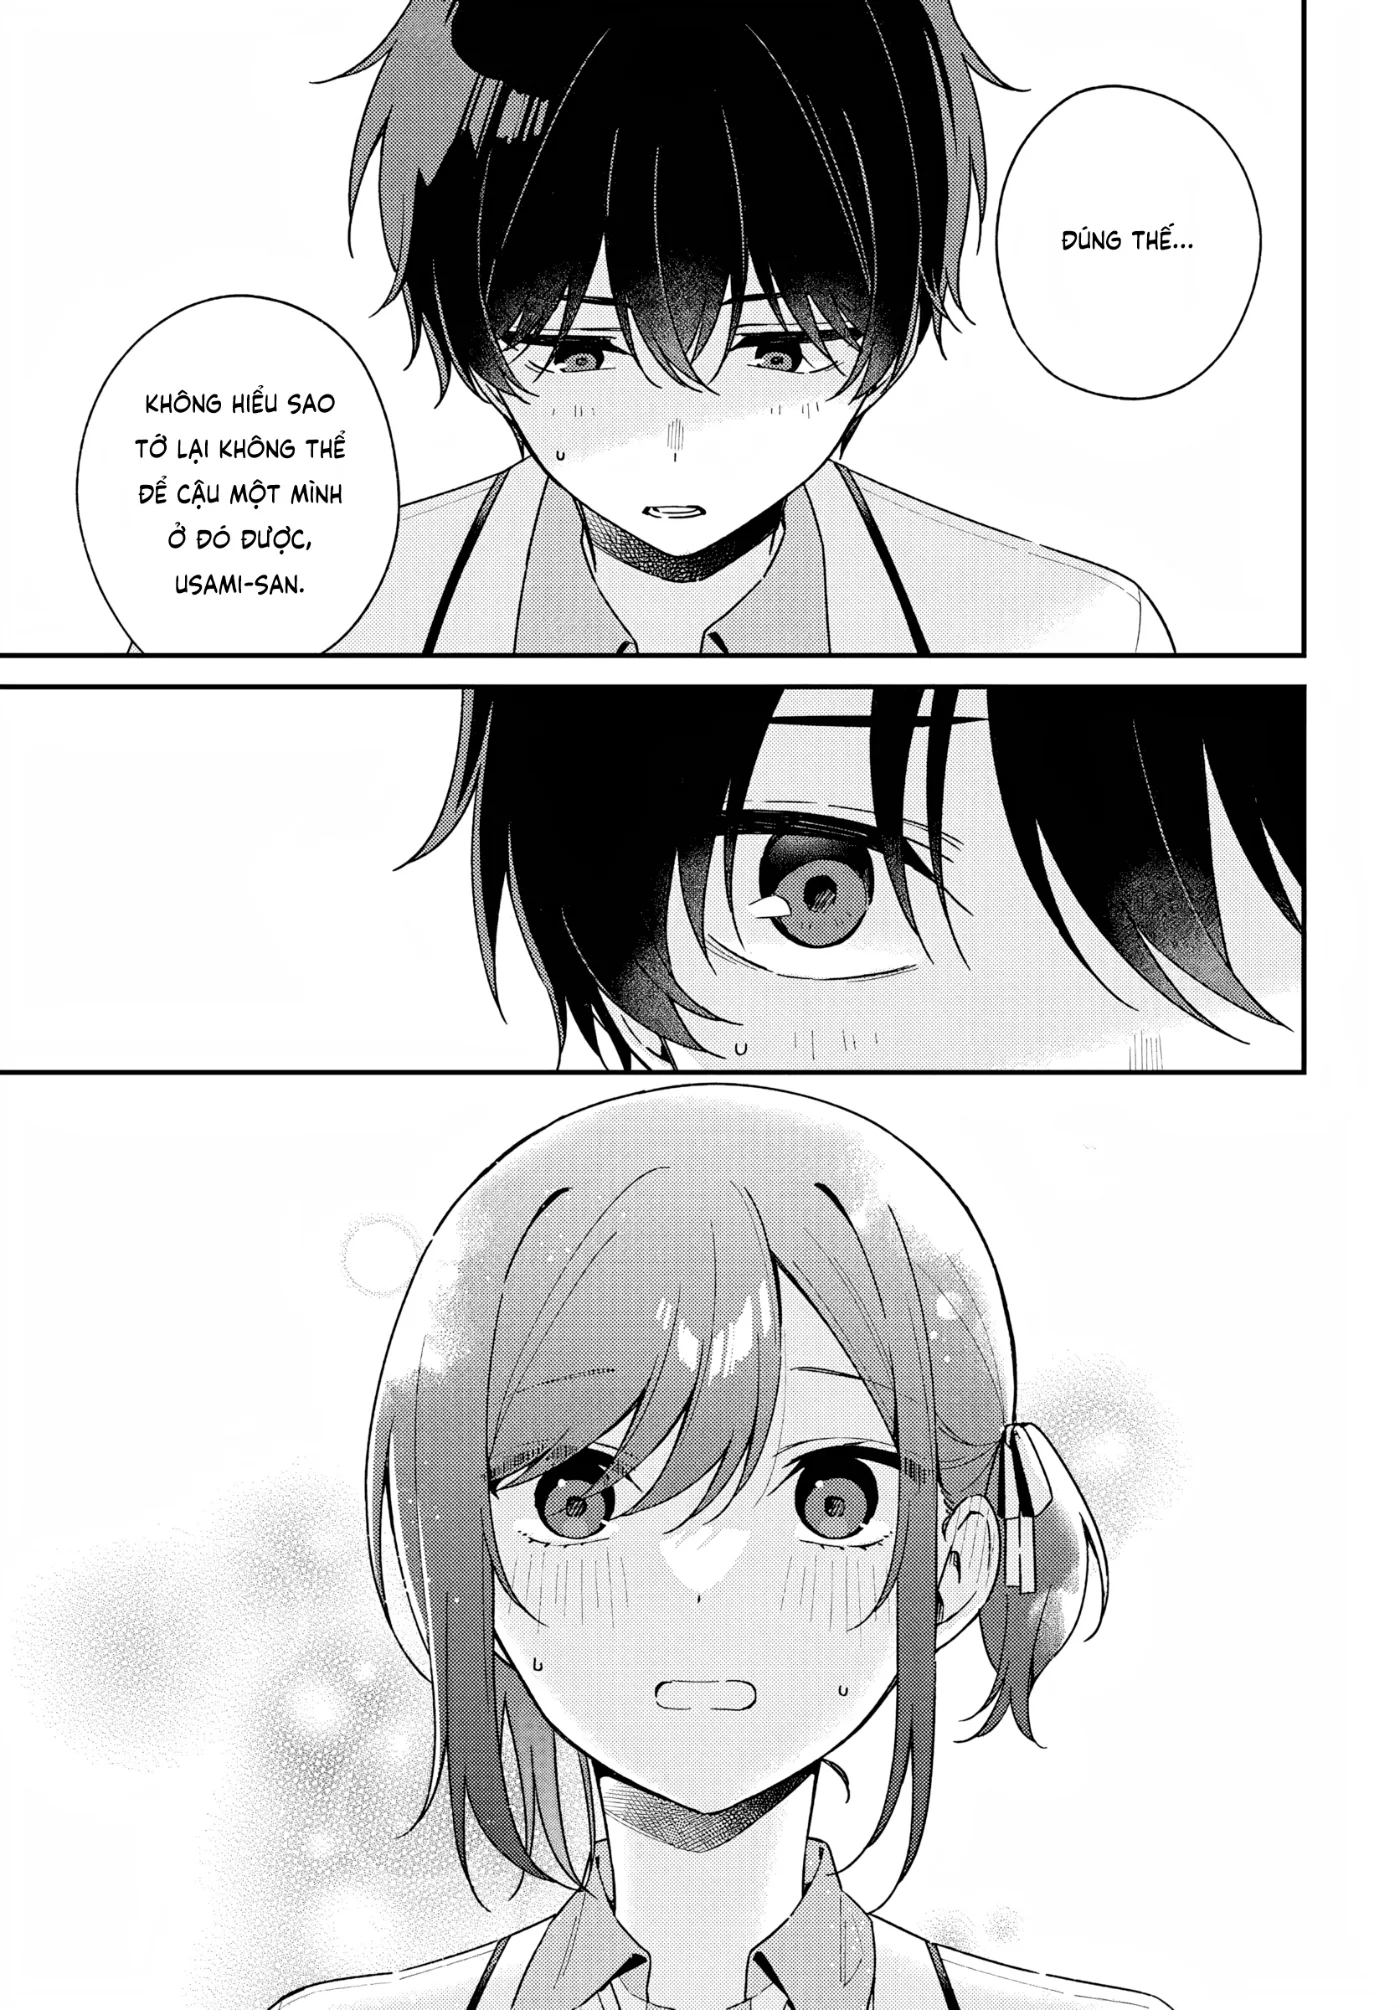 ĐÚNG THẾ...
KHÔNG HIỂU SAO
TỚ LẠI KHÔNG THỂ
ĐỂ CẬU MỘT MÌNH
Ở ĐÓ ĐƯỢC,
USAMI-SAN.